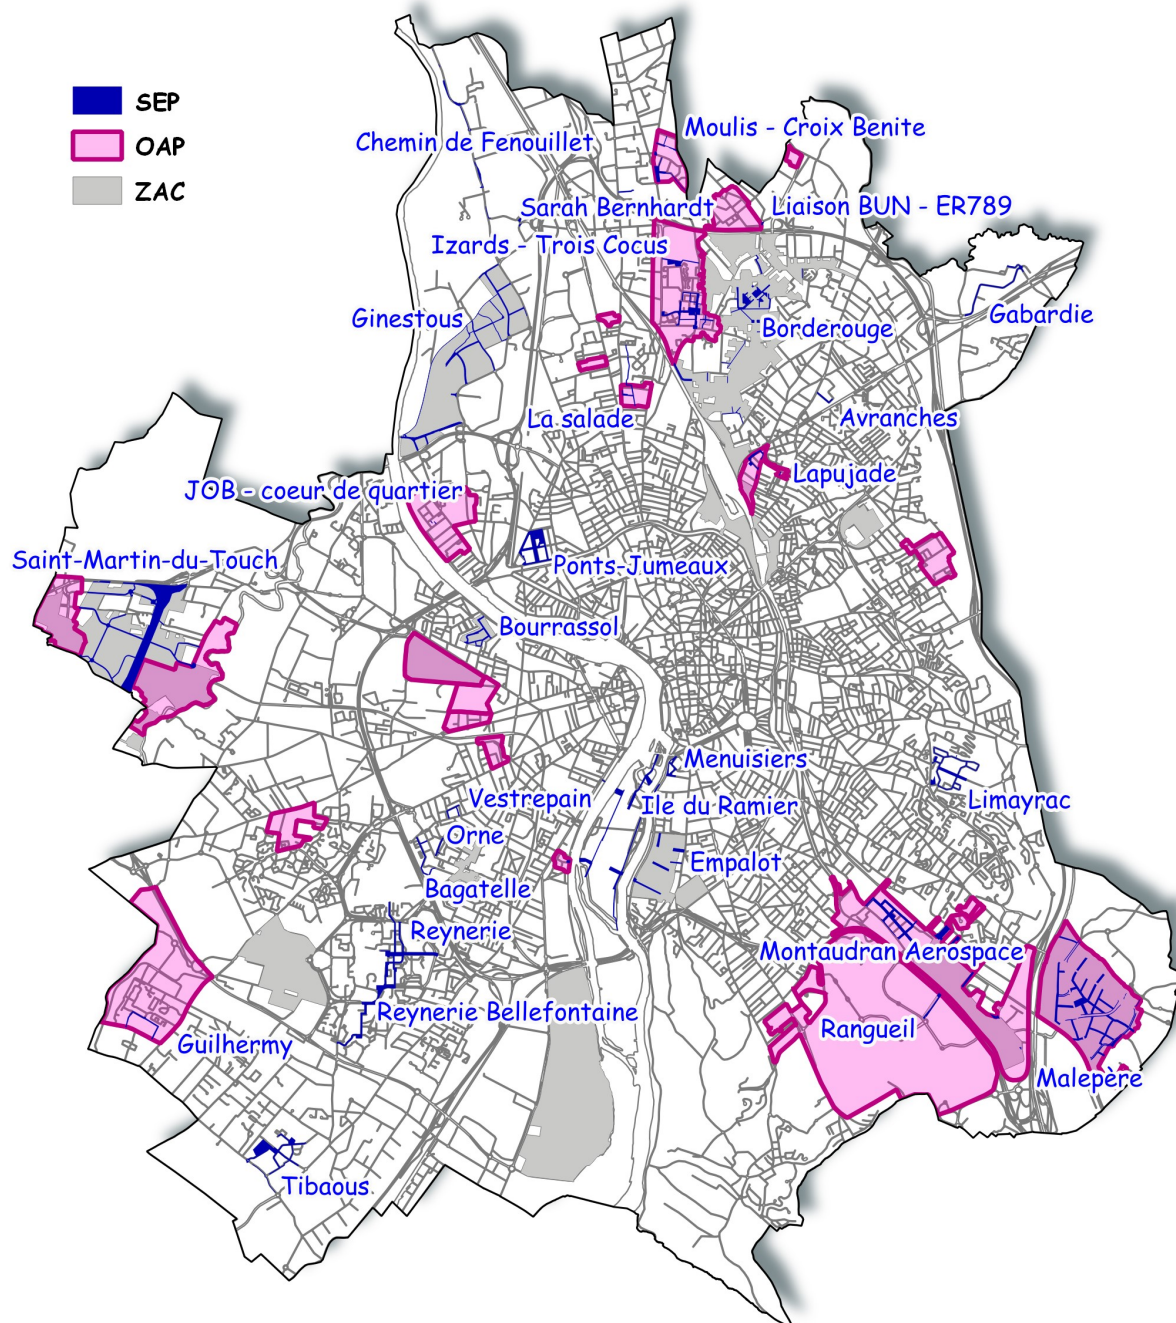 SEP
OAP
ZAC
Chemin de Fenouillet
Moulis - Croix Benite
Sarah Bernhardt
Liaison BUN - ER789
Izards - Trois Cocus
Ginestous
Borderouge
Gabardie
La salade
Avranches
Lapujade
JOB - coeur de quartier
Saint-Martin-du-Touch
Ponts-Jumeaux
Bourrassol
Menuisiers
Vestrepain
Ile du Ramier
Limayrac
Orne
Empalot
Bagatelle
Reynerie
Montaudran Aerospace
Reynerie Bellefontaine
Rangueil
Guilhermy
Malepère
Tibaous